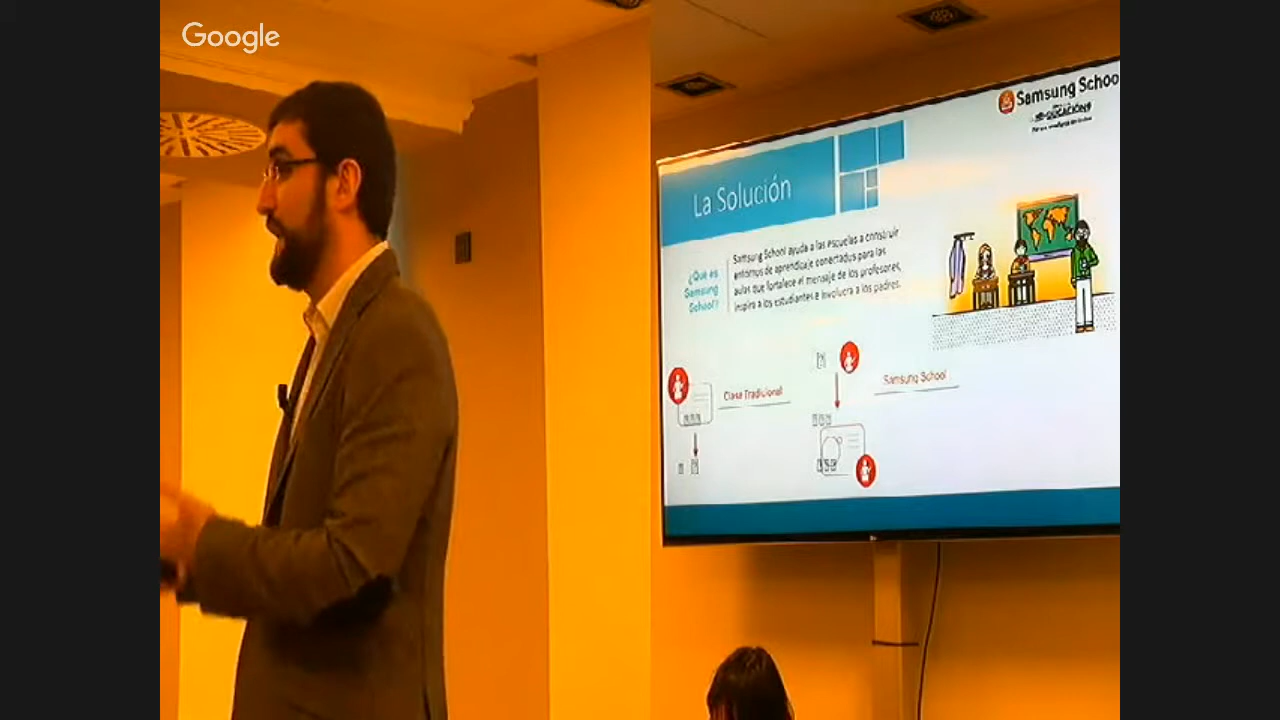 Google
Samsung Schoo
La Solución
¿Qué es
Samsung
School?
Samsung School ayuda a las escuelas a construir
entornos de aprendizaje conectados para las
aulas que fortalece el mensaje de los profesores,
inspira a los estudiantes e involucra a los padres.
Clase Tradicional
Samsung School